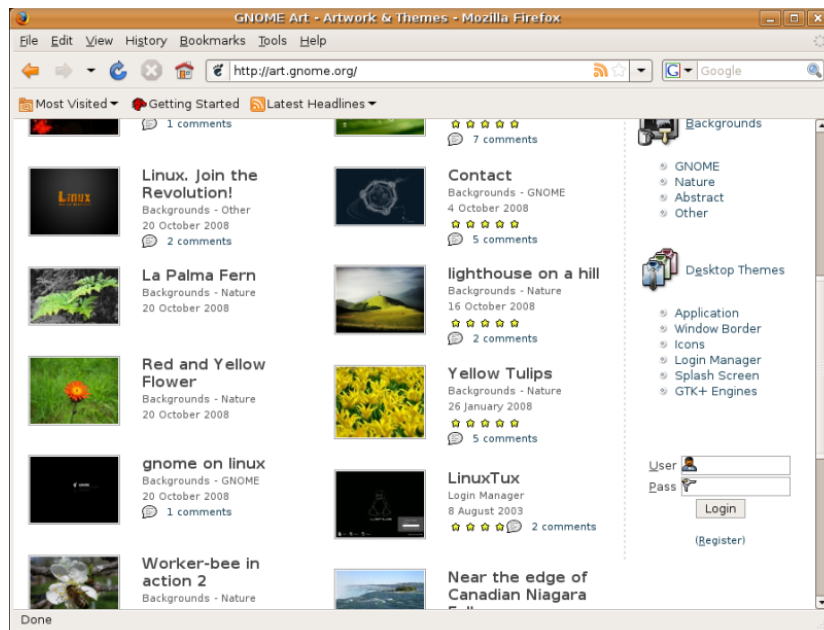 GNOME Art - Artwork & Themes - Mozilla Firefox
File Edit View History Bookmarks Tools Help
http://art.gnome.org/
G Google
Most Visited Getting Started Latest Headlines
1 comments
Linux. Join the
Revolution!
Backgrounds - Other
20 October 2008
2 comments
La Palma Fern
Backgrounds - Nature
20 October 2008
Red and Yellow
Flower
Backgrounds - Nature
20 October 2008
gnome on linux
Backgrounds - GNOME
20 October 2008
1 comments
Worker-bee in
action 2
Backgrounds - Nature
7 comments
Contact
Backgrounds - GNOME
4 October 2008
5 comments
lighthouse on a hill
Backgrounds - Nature
16 October 2008
2 comments
Yellow Tulips
Backgrounds - Nature
26 January 2008
5 comments
LinuxTux
Login Manager
8 August 2003
2 comments
Near the edge of
Canadian Niagara
Backgrounds
GNOME
Nature
Abstract
Other
Desktop Themes
Application
Window Border
Icons
Login Manager
Splash Screen
GTK+ Engines
User
Pass
Login
(Register)
Linux
Done